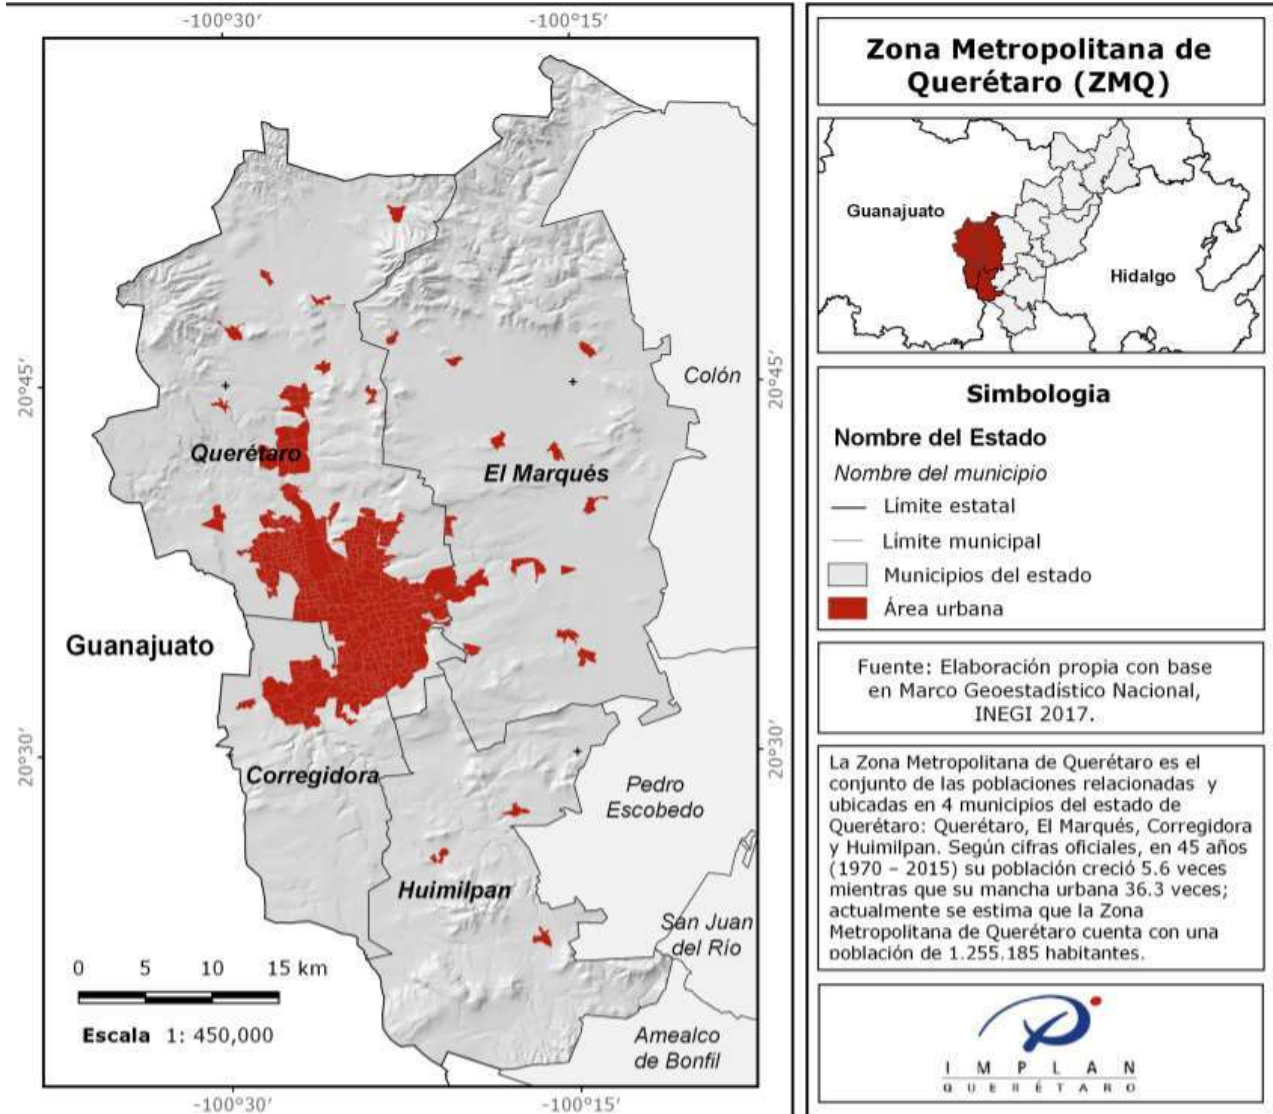 -100°30′
-100°15′
20°45′
20°45′
20°30′
20°30′
Colón
Querétaro
El Marqués
Guanajuato
Corregidora
Pedro
Escobedo
Huimilpan
San Juan
del Río
Amealco
de Bonfil
0 5 10 15 km
Escala 1: 450,000
-100°30′
-100°15′
Zona Metropolitana de
Querétaro (ZMQ)
Guanajuato
Hidalgo
Simbologia
Nombre del Estado
Nombre del municipio
Límite estatal
Límite municipal
Municipios del estado
Área urbana
Fuente: Elaboración propia con base
en Marco Geoestadístico Nacional,
INEGI 2017.
La Zona Metropolitana de Querétaro es el
conjunto de las poblaciones relacionadas y
ubicadas en 4 municipios del estado de
Querétaro: Querétaro, El Marqués, Corregidora
y Huimilpan. Según cifras oficiales, en 45 años
(1970 – 2015) su población creció 5.6 veces
mientras que su mancha urbana 36.3 veces;
actualmente se estima que la Zona
Metropolitana de Querétaro cuenta con una
población de 1.255.185 habitantes.
IMPLAN
QUERÉTARO